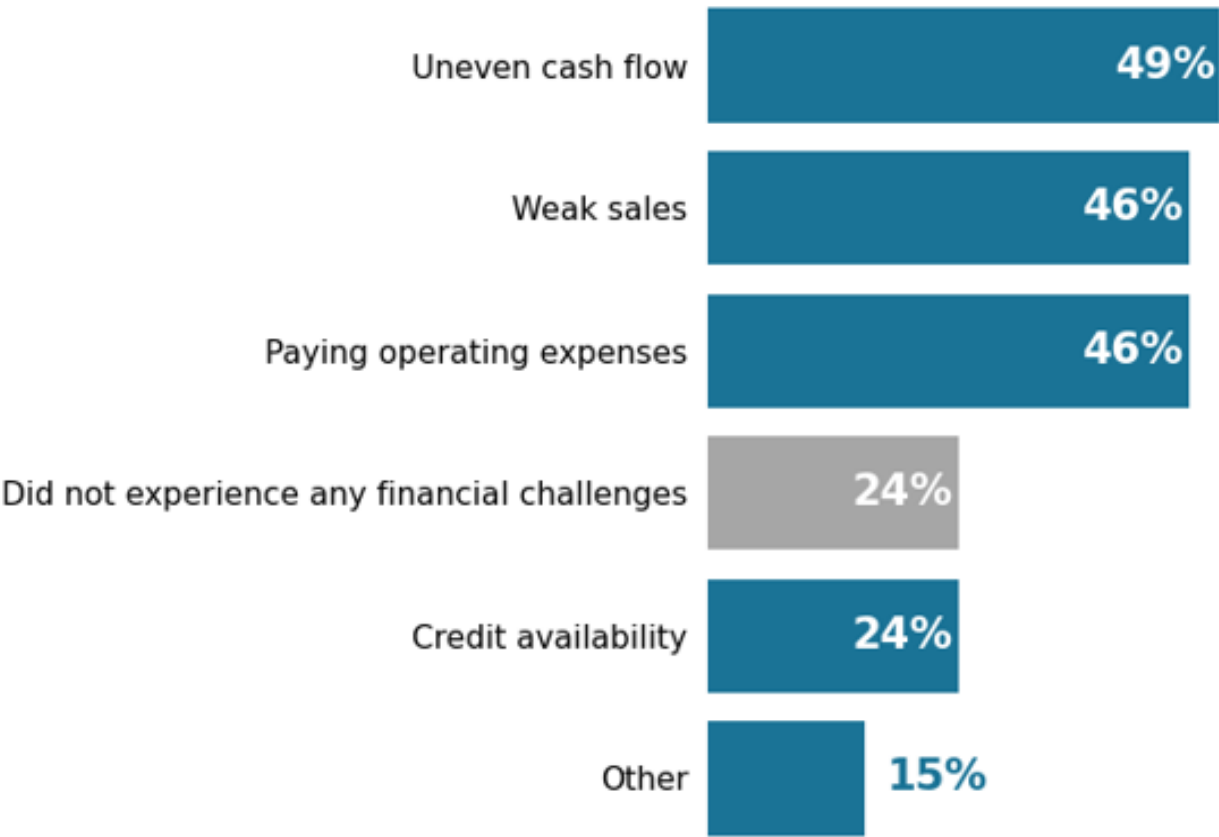 Uneven cash flow 49%
Weak sales 46%
Paying operating expenses 46%
Did not experience any financial challenges 24%
Credit availability 24%
Other 15%